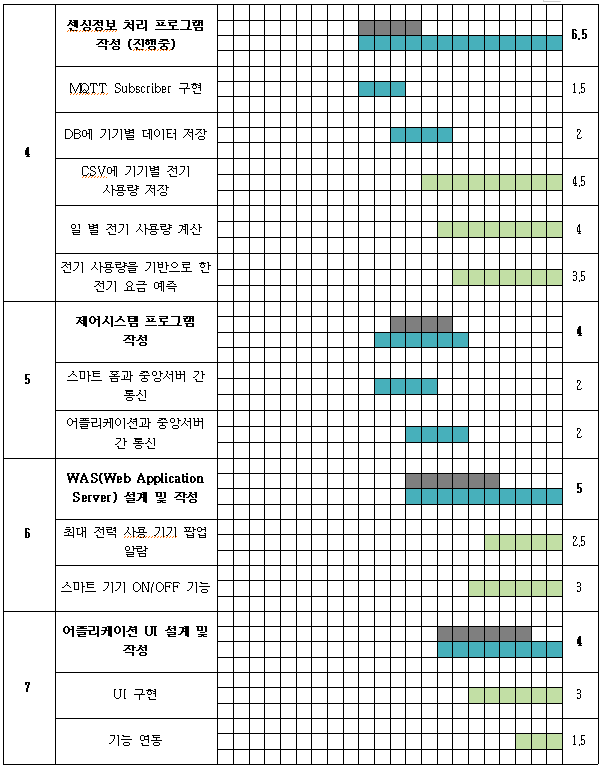 센싱정보 처리 프로그램
작성 (진행중)
6.5
MQTT Subscriber 구현
1.5
DB에 기기별 데이터 저장
2
4
CSV에 기기별 전기
사용량 저장
4.5
일 별 전기 사용량 계산
4
전기 사용량을 기반으로 한
전기 요금 예측
3.5
제어시스템 프로그램
작성
4
5
스마트 폼과 중앙서버 간
통신
2
어플리케이션과 중앙서버
간 통신
2
WAS(Web Application
Server) 설계 및 작성
5
6
최대 전력 사용 기기 팝업
알람
2.5
스마트 기기 ON/OFF 기능
3
어플리케이션 UI 설계 및
작성
4
7
UI 구현
3
기능 연동
1.5